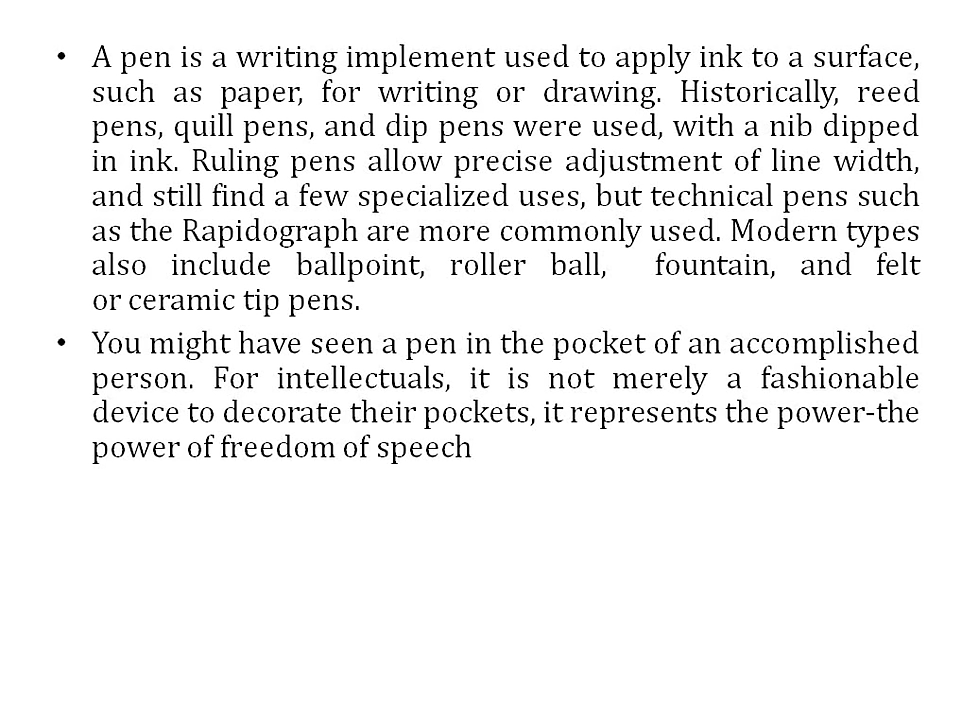 • A pen is a writing implement used to apply ink to a surface,
such as paper, for writing or drawing. Historically, reed
pens, quill pens, and dip pens were used, with a nib dipped
in ink. Ruling pens allow precise adjustment of line width,
and still find a few specialized uses, but technical pens such
as the Rapidograph are more commonly used. Modern types
also include ballpoint, roller ball, fountain, and felt
or ceramic tip pens.
• You might have seen a pen in the pocket of an accomplished
person. For intellectuals, it is not merely a fashionable
device to decorate their pockets, it represents the power-the
power of freedom of speech